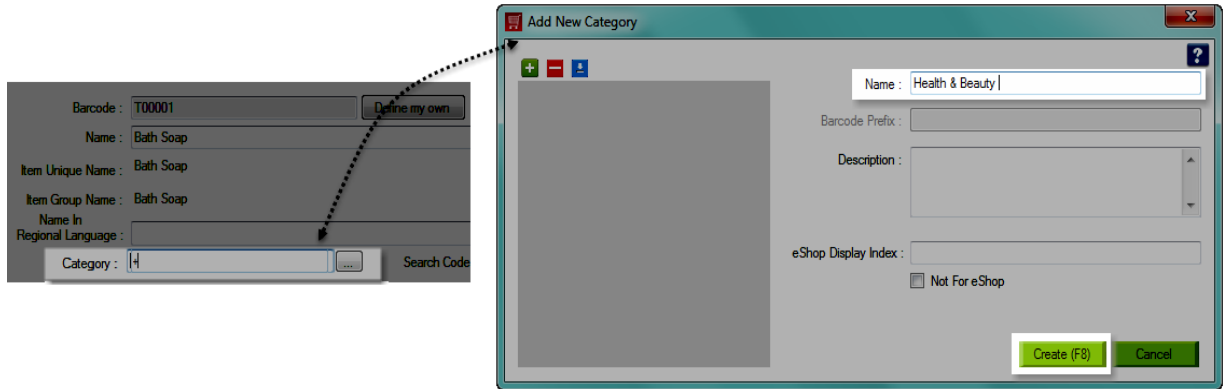 Barcode : T00001 Define my own
Name : Bath Soap
Item Unique Name : Bath Soap
Item Group Name : Bath Soap
Name In
Regional Language :
Category : + ... Search Code
Add New Category
?
Name : Health & Beauty
Barcode Prefix :
Description :
eShop Display Index :
Not For eShop
Create (F8) Cancel